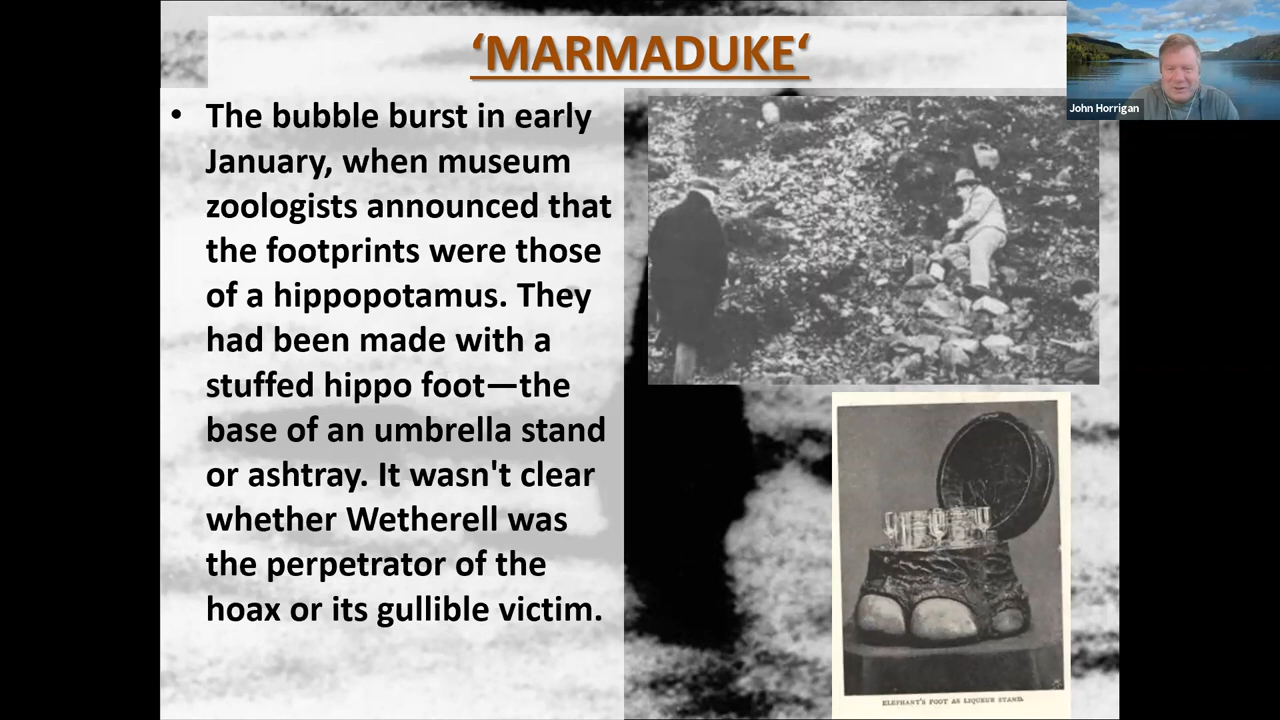 ‘MARMADUKE‘
John Horrigan
• The bubble burst in early
January, when museum
zoologists announced that
the footprints were those
of a hippopotamus. They
had been made with a
stuffed hippo foot—the
base of an umbrella stand
or ashtray. It wasn't clear
whether Wetherell was
the perpetrator of the
hoax or its gullible victim.
ELEPHANT'S FOOT AS LIQUEUR STAND.